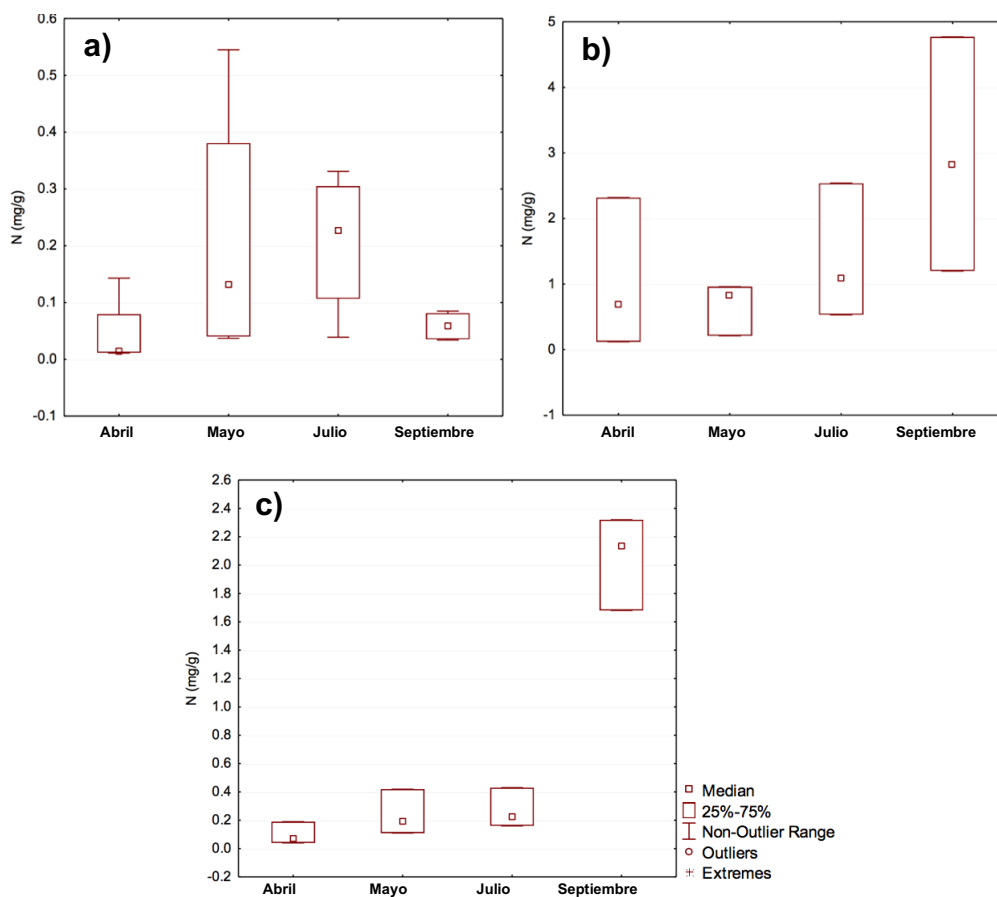 a)
0.6
0.5
0.4
0.3
0.2
0.1
0.0
-0.1
N (mg/g)
Abril Mayo Julio Septiembre
b)
5
4
3
2
1
0
-1
N (mg/g)
Abril Mayo Julio Septiembre
c)
2.6
2.4
2.2
2.0
1.8
1.6
1.4
1.2
1.0
0.8
0.6
0.4
0.2
0.0
-0.2
N (mg/g)
Abril Mayo Julio Septiembre
Median
25%-75%
Non-Outlier Range
Outliers
Extremes